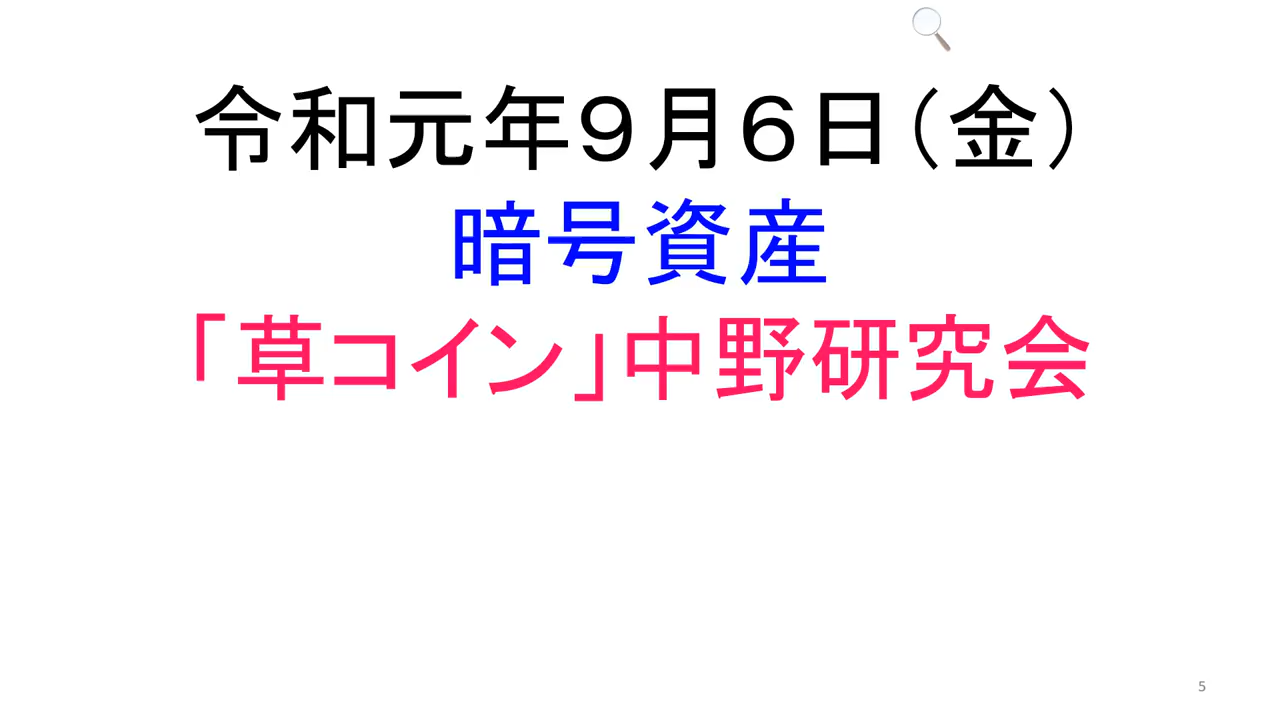 令和元年９月６日（金）
暗号資産
「草コイン」中野研究会
5